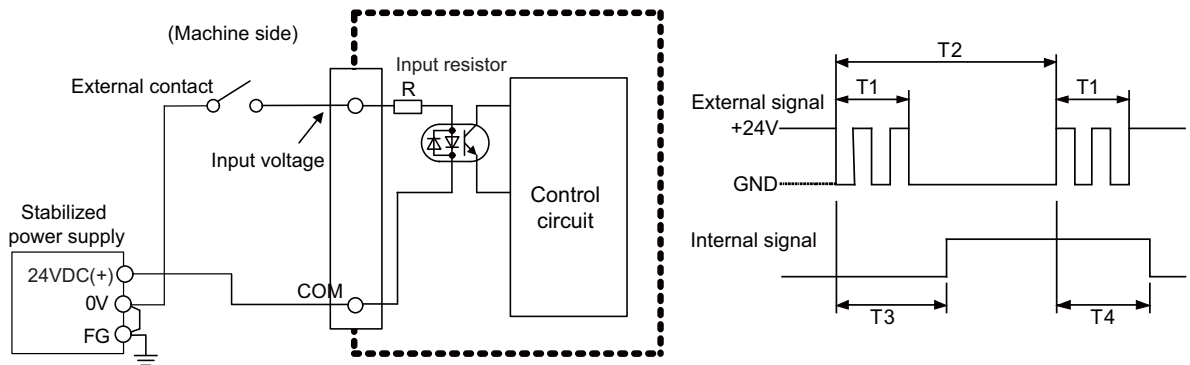 (Machine side)
External contact
Input resistor
R
Input voltage
Control
circuit
Stabilized
power supply
24VDC(+)
0V
FG
COM
T2
T1
T1
External signal
+24V
GND
Internal signal
T3
T4